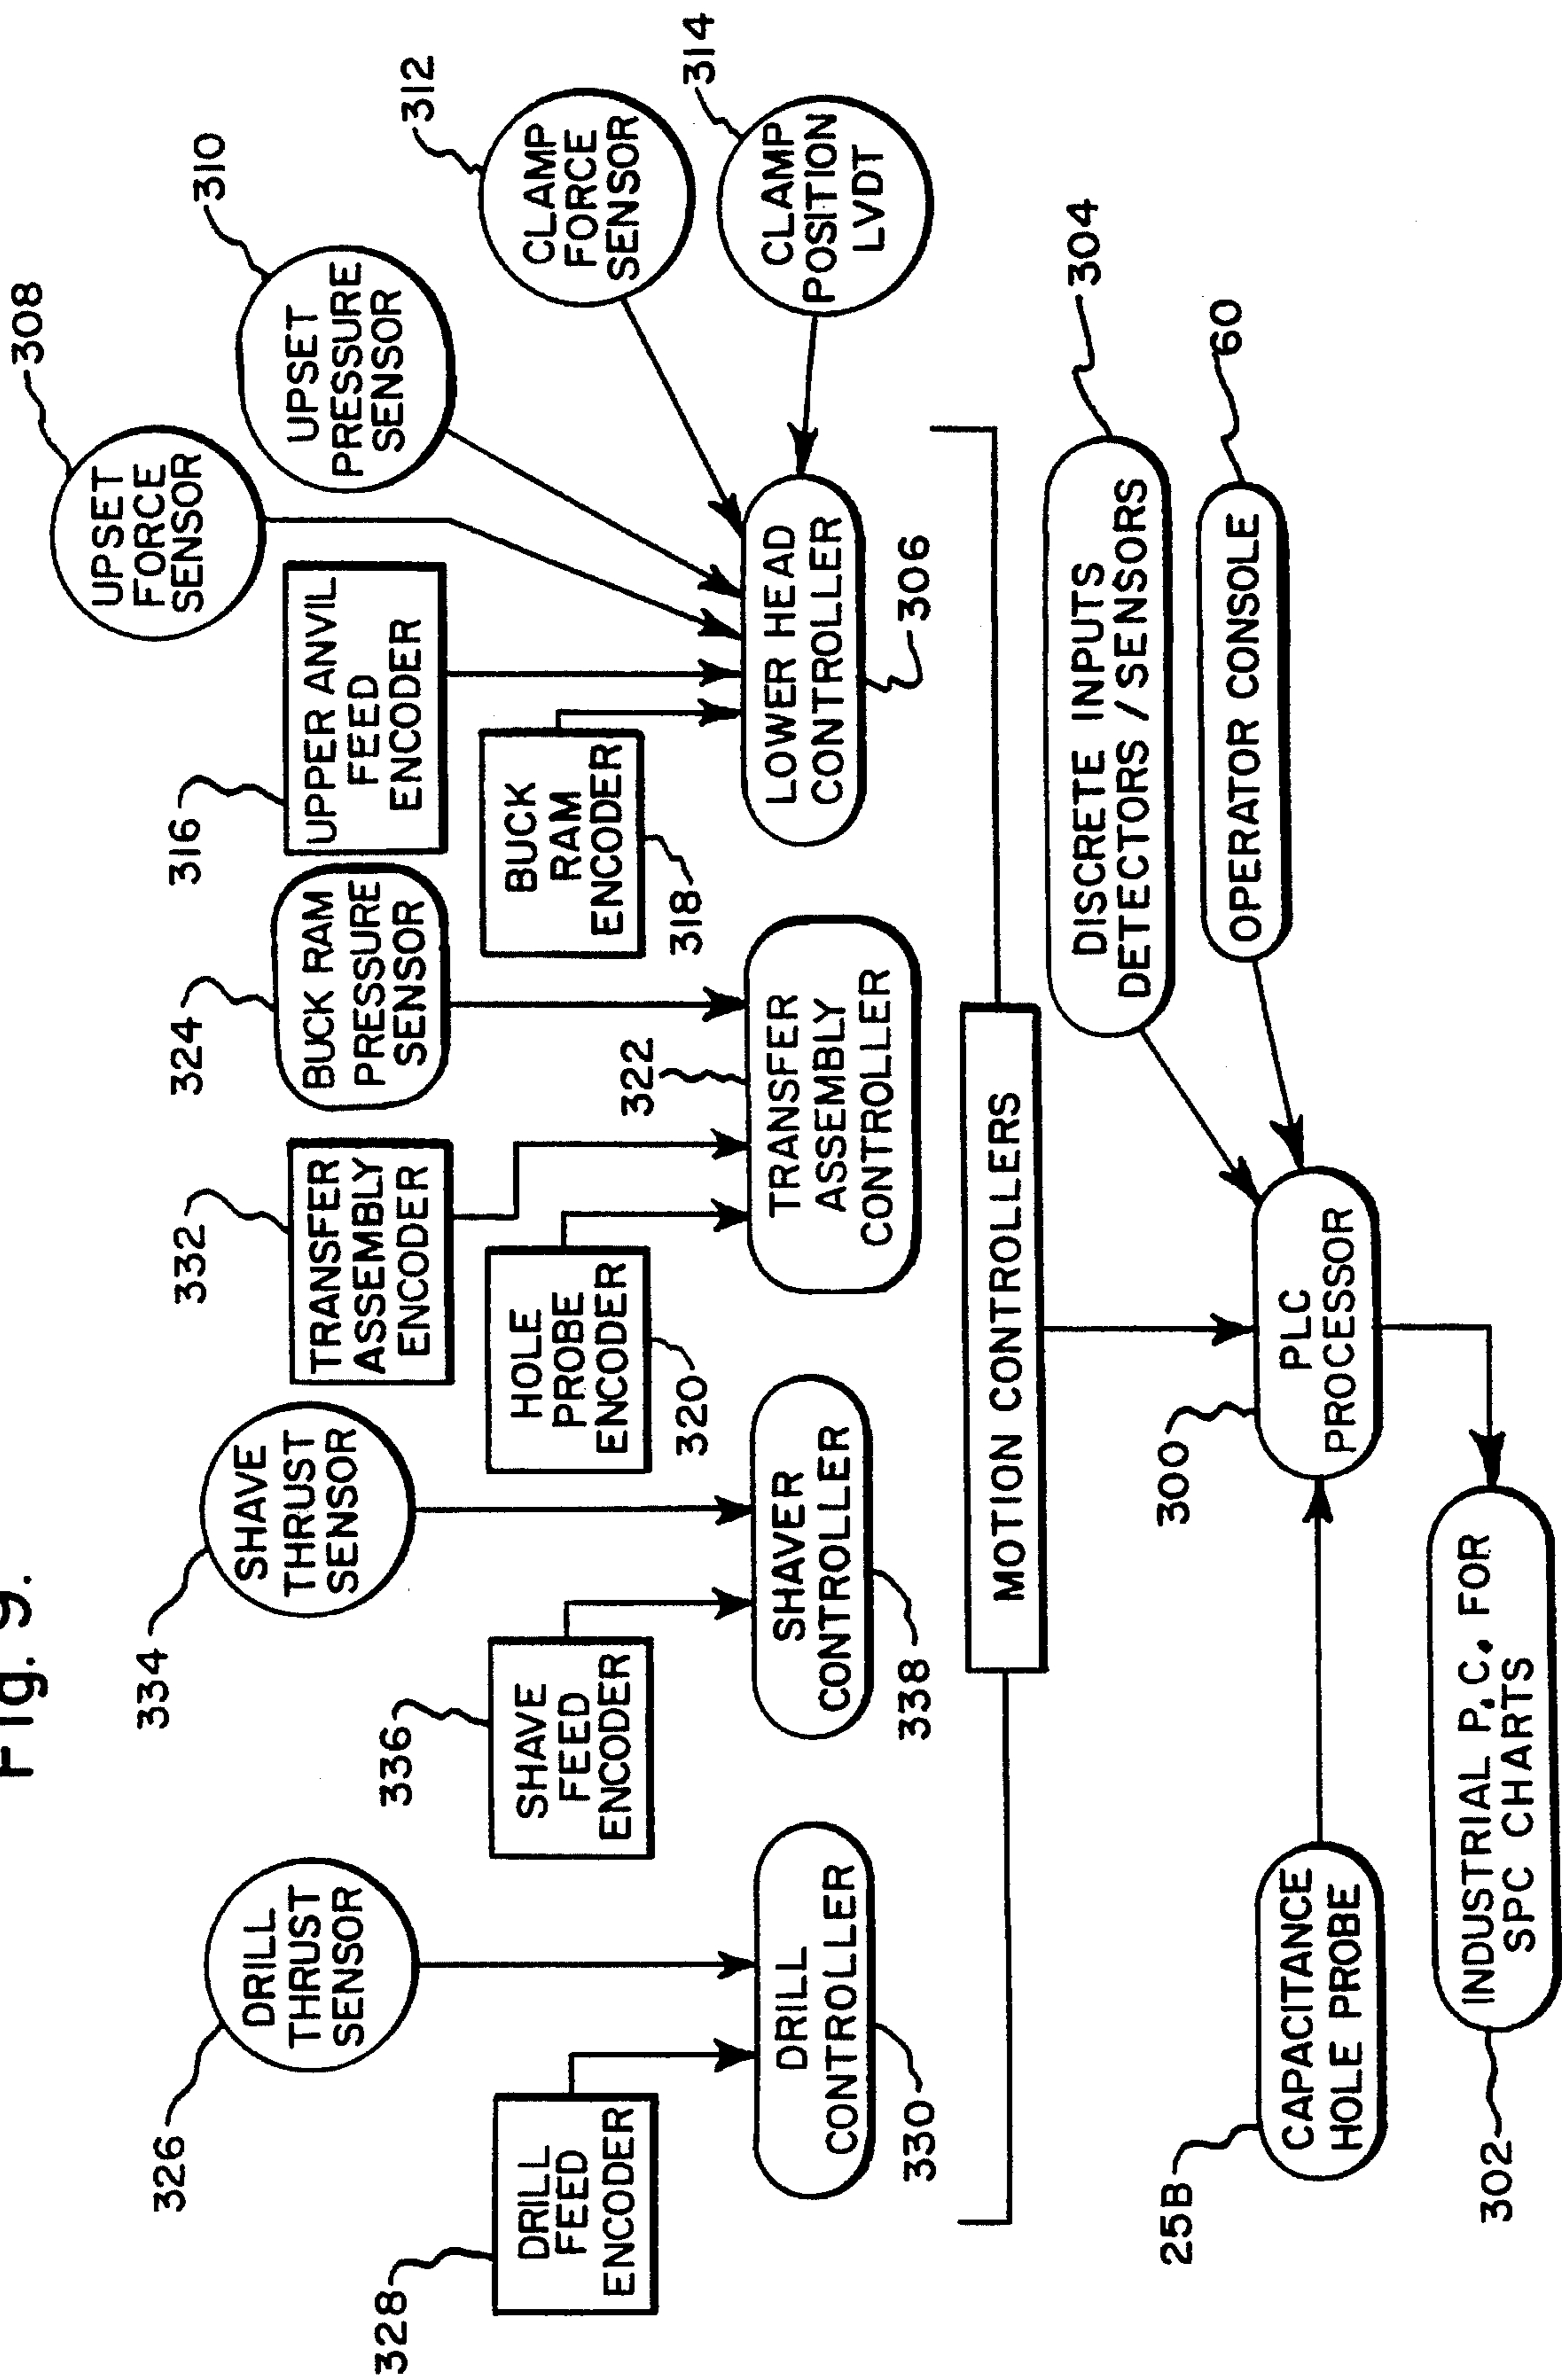 Fig. 9.
308
310
312
314
UPSET
FORCE
SENSOR
UPSET
PRESSURE
SENSOR
CLAMP
FORCE
SENSOR
CLAMP
POSITION
LVDT
326
DRILL
THRUST
SENSOR
334
SHAVE
THRUST
SENSOR
332
TRANSFER
ASSEMBLY
ENCODER
324
BUCK RAM
PRESSURE
SENSOR
316
UPPER ANVIL
FEED
ENCODER
328
DRILL
FEED
ENCODER
336
SHAVE
FEED
ENCODER
HOLE
PROBE
ENCODER
320
BUCK
RAM
ENCODER
318
322
DRILL
CONTROLLER
330
SHAVER
CONTROLLER
338
TRANSFER
ASSEMBLY
CONTROLLER
LOWER HEAD
CONTROLLER
306
MOTION CONTROLLERS
DISCRETE INPUTS
DETECTORS / SENSORS
304
OPERATOR CONSOLE
60
25B
CAPACITANCE
HOLE PROBE
300
PLC
PROCESSOR
302
INDUSTRIAL P.C. FOR
SPC CHARTS